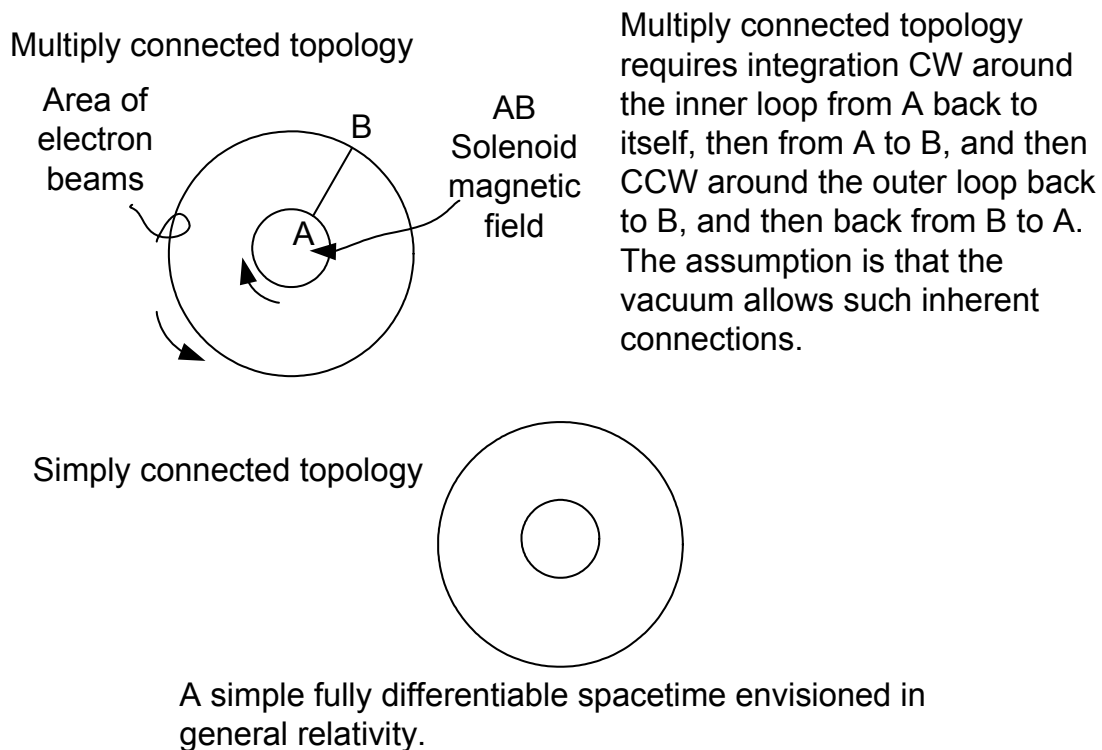 Multiply connected topology
Area of
electron
beams
B
A
AB
Solenoid
magnetic
field
Multiply connected topology
requires integration CW around
the inner loop from A back to
itself, then from A to B, and then
CCW around the outer loop back
to B, and then back from B to A.
The assumption is that the
vacuum allows such inherent
connections.
Simply connected topology
A simple fully differentiable spacetime envisioned in
general relativity.